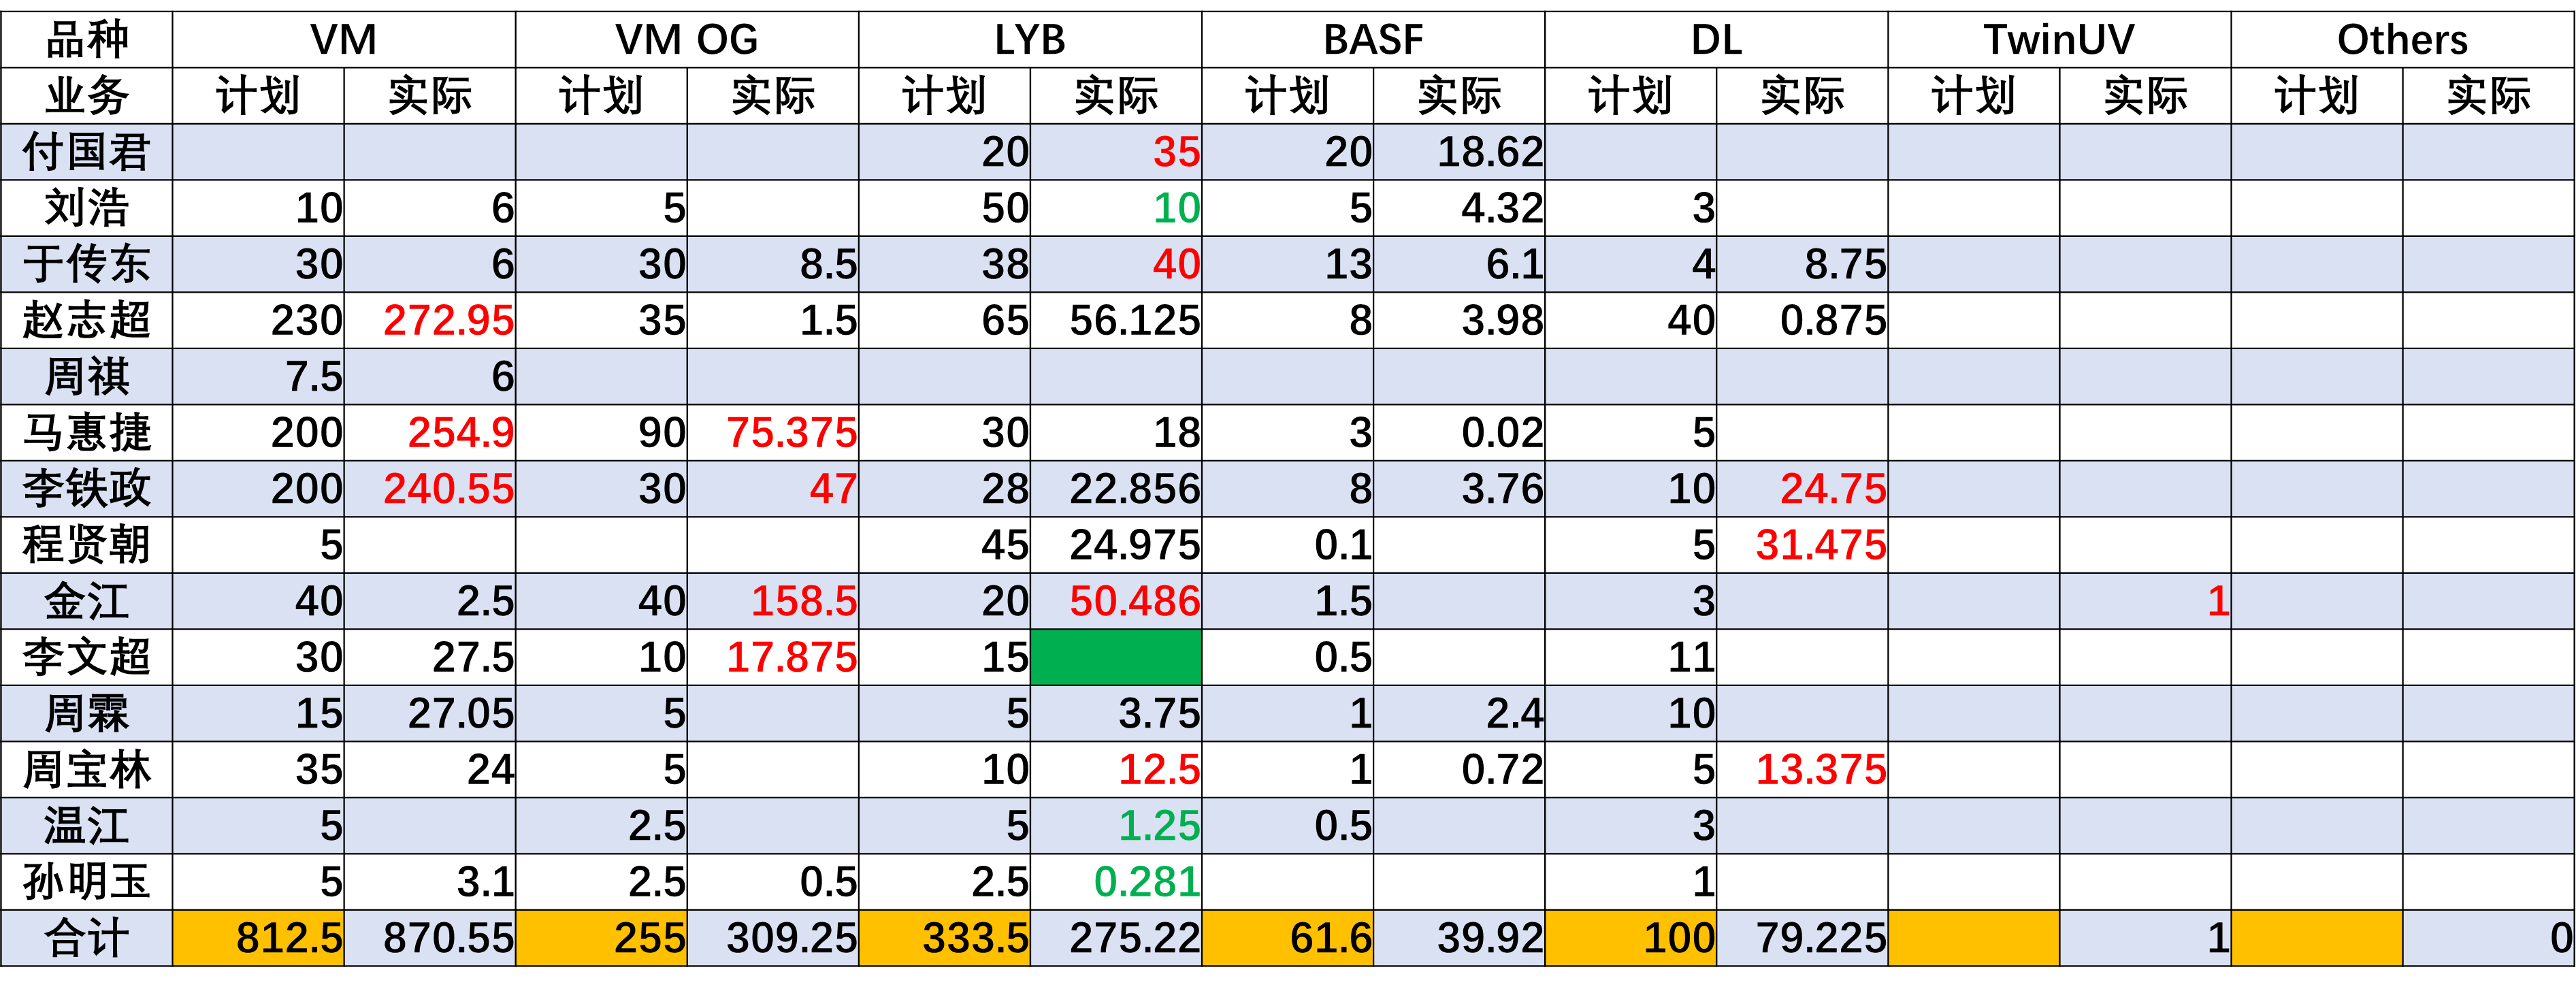 品种 VM VM OG LYB BASF DL TwinUV Others
业务 计划 实际 计划 实际 计划 实际 计划 实际 计划 实际 计划 实际 计划 实际
付国君 20 35 20 18.62
刘浩 10 6 5 50 10 5 4.32 3
于传东 30 6 30 8.5 38 40 13 6.1 4 8.75
赵志超 230 272.95 35 1.5 65 56.125 8 3.98 40 0.875
周祺 7.5 6
马惠捷 200 254.9 90 75.375 30 18 3 0.02 5
李铁政 200 240.55 30 47 28 22.856 8 3.76 10 24.75
程贤朝 5 45 24.975 0.1 5 31.475
金江 40 2.5 40 158.5 20 50.486 1.5 3 1
李文超 30 27.5 10 17.875 15 0.5 11
周霖 15 27.05 5 5 3.75 1 2.4 10
周宝林 35 24 5 10 12.5 1 0.72 5 13.375
温江 5 2.5 5 1.25 0.5 3
孙明玉 5 3.1 2.5 0.5 2.5 0.281 1
合计 812.5 870.55 255 309.25 333.5 275.22 61.6 39.92 100 79.225 1 0